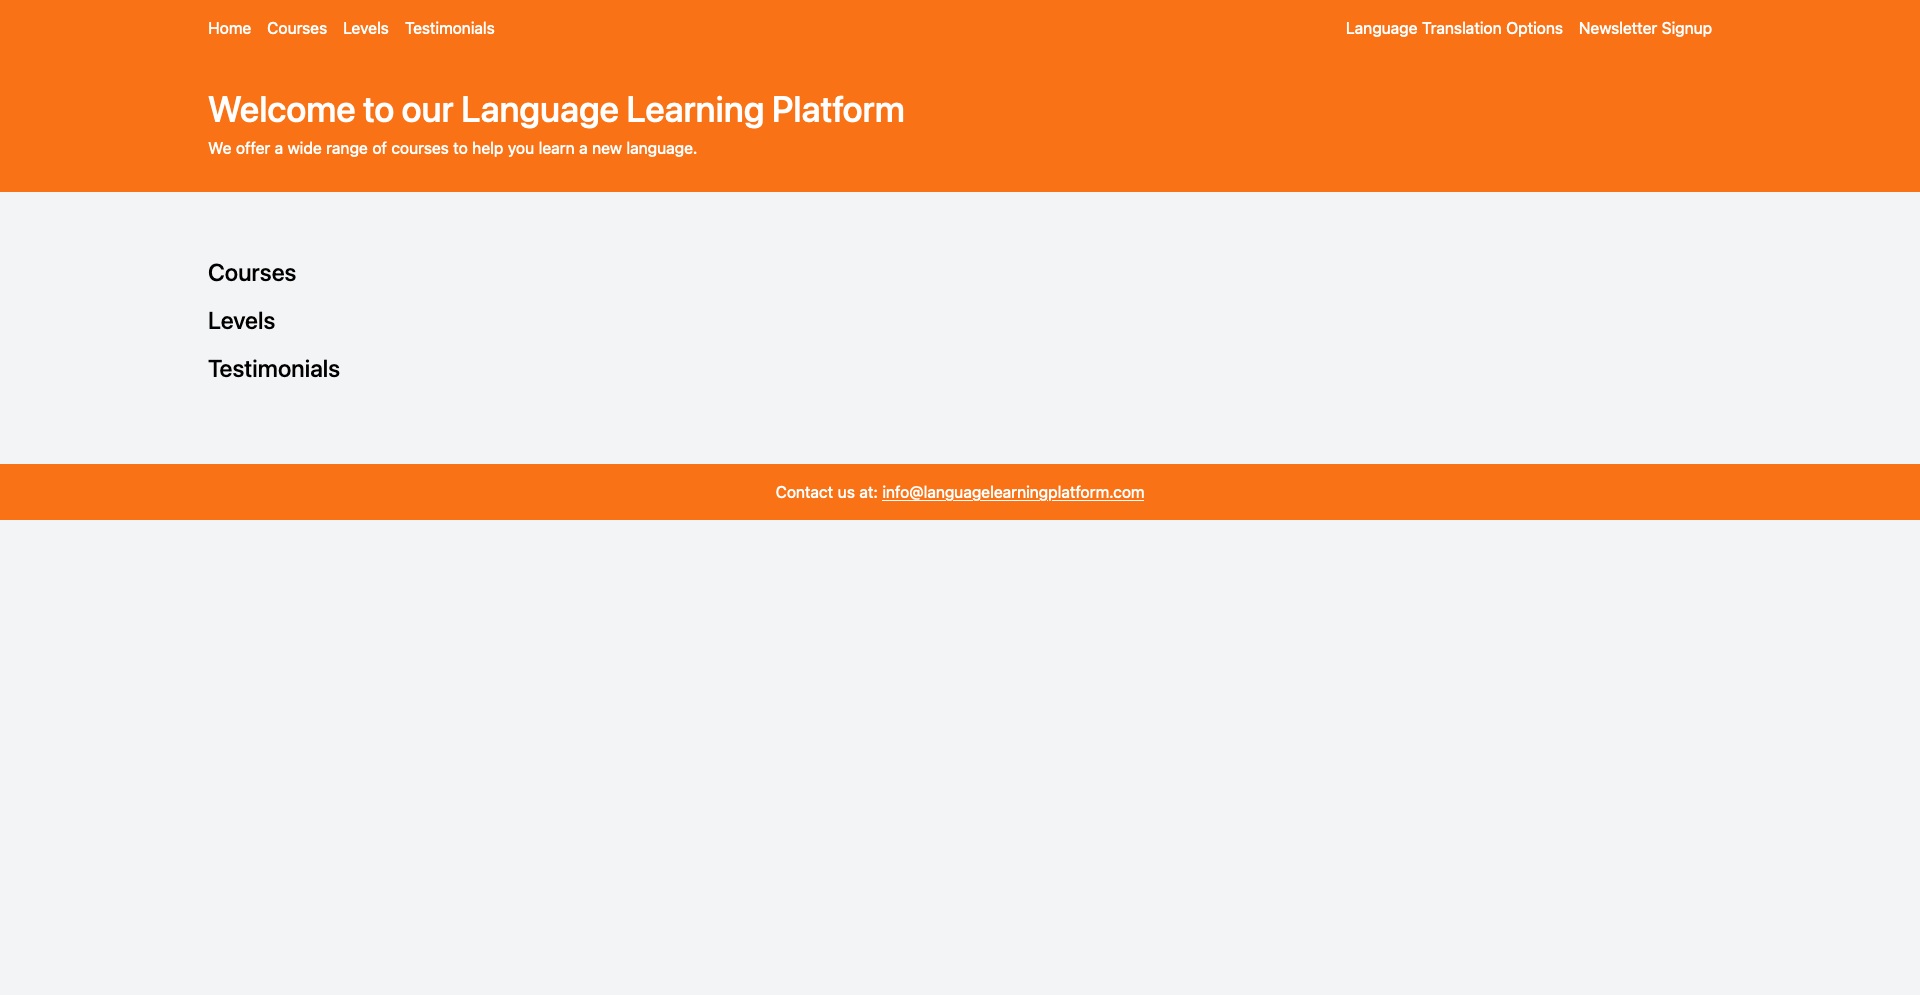 Home Courses Levels Testimonials Language Translation Options Newsletter Signup
Welcome to our Language Learning Platform
We offer a wide range of courses to help you learn a new language.
Courses
Levels
Testimonials
Contact us at: info@languagelearningplatform.com